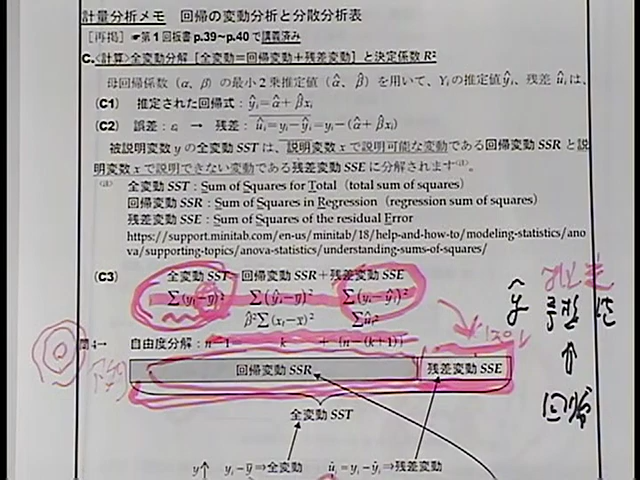 計量分析メモ　回帰の変動分析と分散分析表
［再掲］☛第1回板書 p.39~p.40 で講義済み
C.〈計算〉全変動分解［全変動=回帰変動+残差変動］と決定係数 R²
母回帰係数（α、β）の最小2乗推定値（α̂、β̂）を用いて、Yᵢの推定値ŷᵢ、残差 ûᵢは、
(C1)　推定された回帰式：ŷᵢ=α̂+β̂xᵢ
(C2)　誤差：εᵢ　→　残差：ûᵢ=yᵢ-ŷᵢ=yᵢ-(α̂+β̂xᵢ)
被説明変数 y の全変動 SST は、説明変数 x で説明可能な変動である回帰変動 SSR と説
明変数 x で説明できない変動である残差変動 SSE に分解されます⁽注⁾。
(注)　全変動 SST：Sum of Squares for Total（total sum of squares）
回帰変動 SSR：Sum of Squares in Regression（regression sum of squares）
残差変動 SSE：Sum of Squares of the residual Error
https://support.minitab.com/en-us/minitab/18/help-and-how-to/modeling-statistics/ano
va/supporting-topics/anova-statistics/understanding-sums-of-squares/
(C3)　全変動 SST=回帰変動 SSR+残差変動 SSE
∑(yᵢ-ȳ)²　∑(ŷᵢ-ȳ)²　∑(yᵢ-ŷ)²
β̂²∑(xᵢ-x̄)²　∑ûᵢ²
自由度分解：n-1　k　+　(n-(k+1))
回帰変動 SSR　残差変動 SSE
全変動 SST
y↑　yᵢ-ȳ⇒全変動　ûᵢ=yᵢ-ŷᵢ⇒残差変動
ŷ
↑
回帰